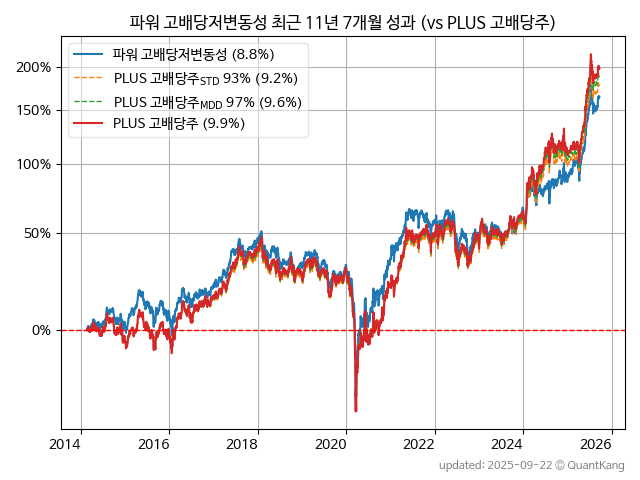 파워 고배당저변동성 최근 11년 7개월 성과 (vs PLUS 고배당주)
파워 고배당저변동성 (8.8%)
PLUS 고배당주STD 93% (9.2%)
PLUS 고배당주MDD 97% (9.6%)
PLUS 고배당주 (9.9%)
200%
150%
100%
50%
0%
2014 2016 2018 2020 2022 2024 2026
updated: 2025-09-22 © QuantKang